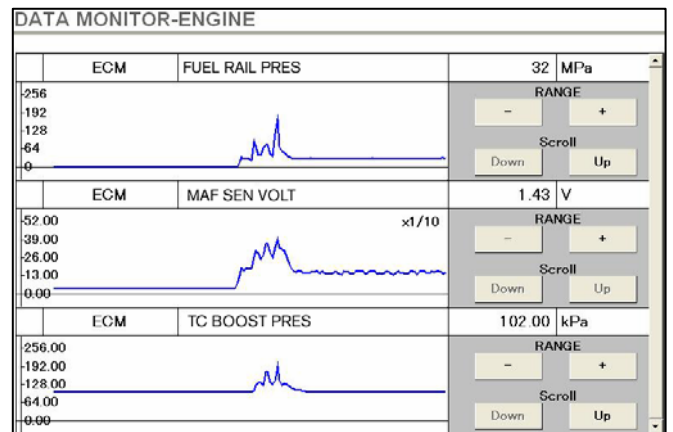 DATA MONITOR-ENGINE
ECM FUEL RAIL PRES 32 MPa
256
192
128
64
0
RANGE
- +
Scroll
Down Up
ECM MAF SEN VOLT 1.43 V
52.00
39.00
26.00
13.00
0.00
x1/10
RANGE
- +
Scroll
Down Up
ECM TC BOOST PRES 102.00 kPa
256.00
192.00
128.00
64.00
0.00
RANGE
- +
Scroll
Down Up